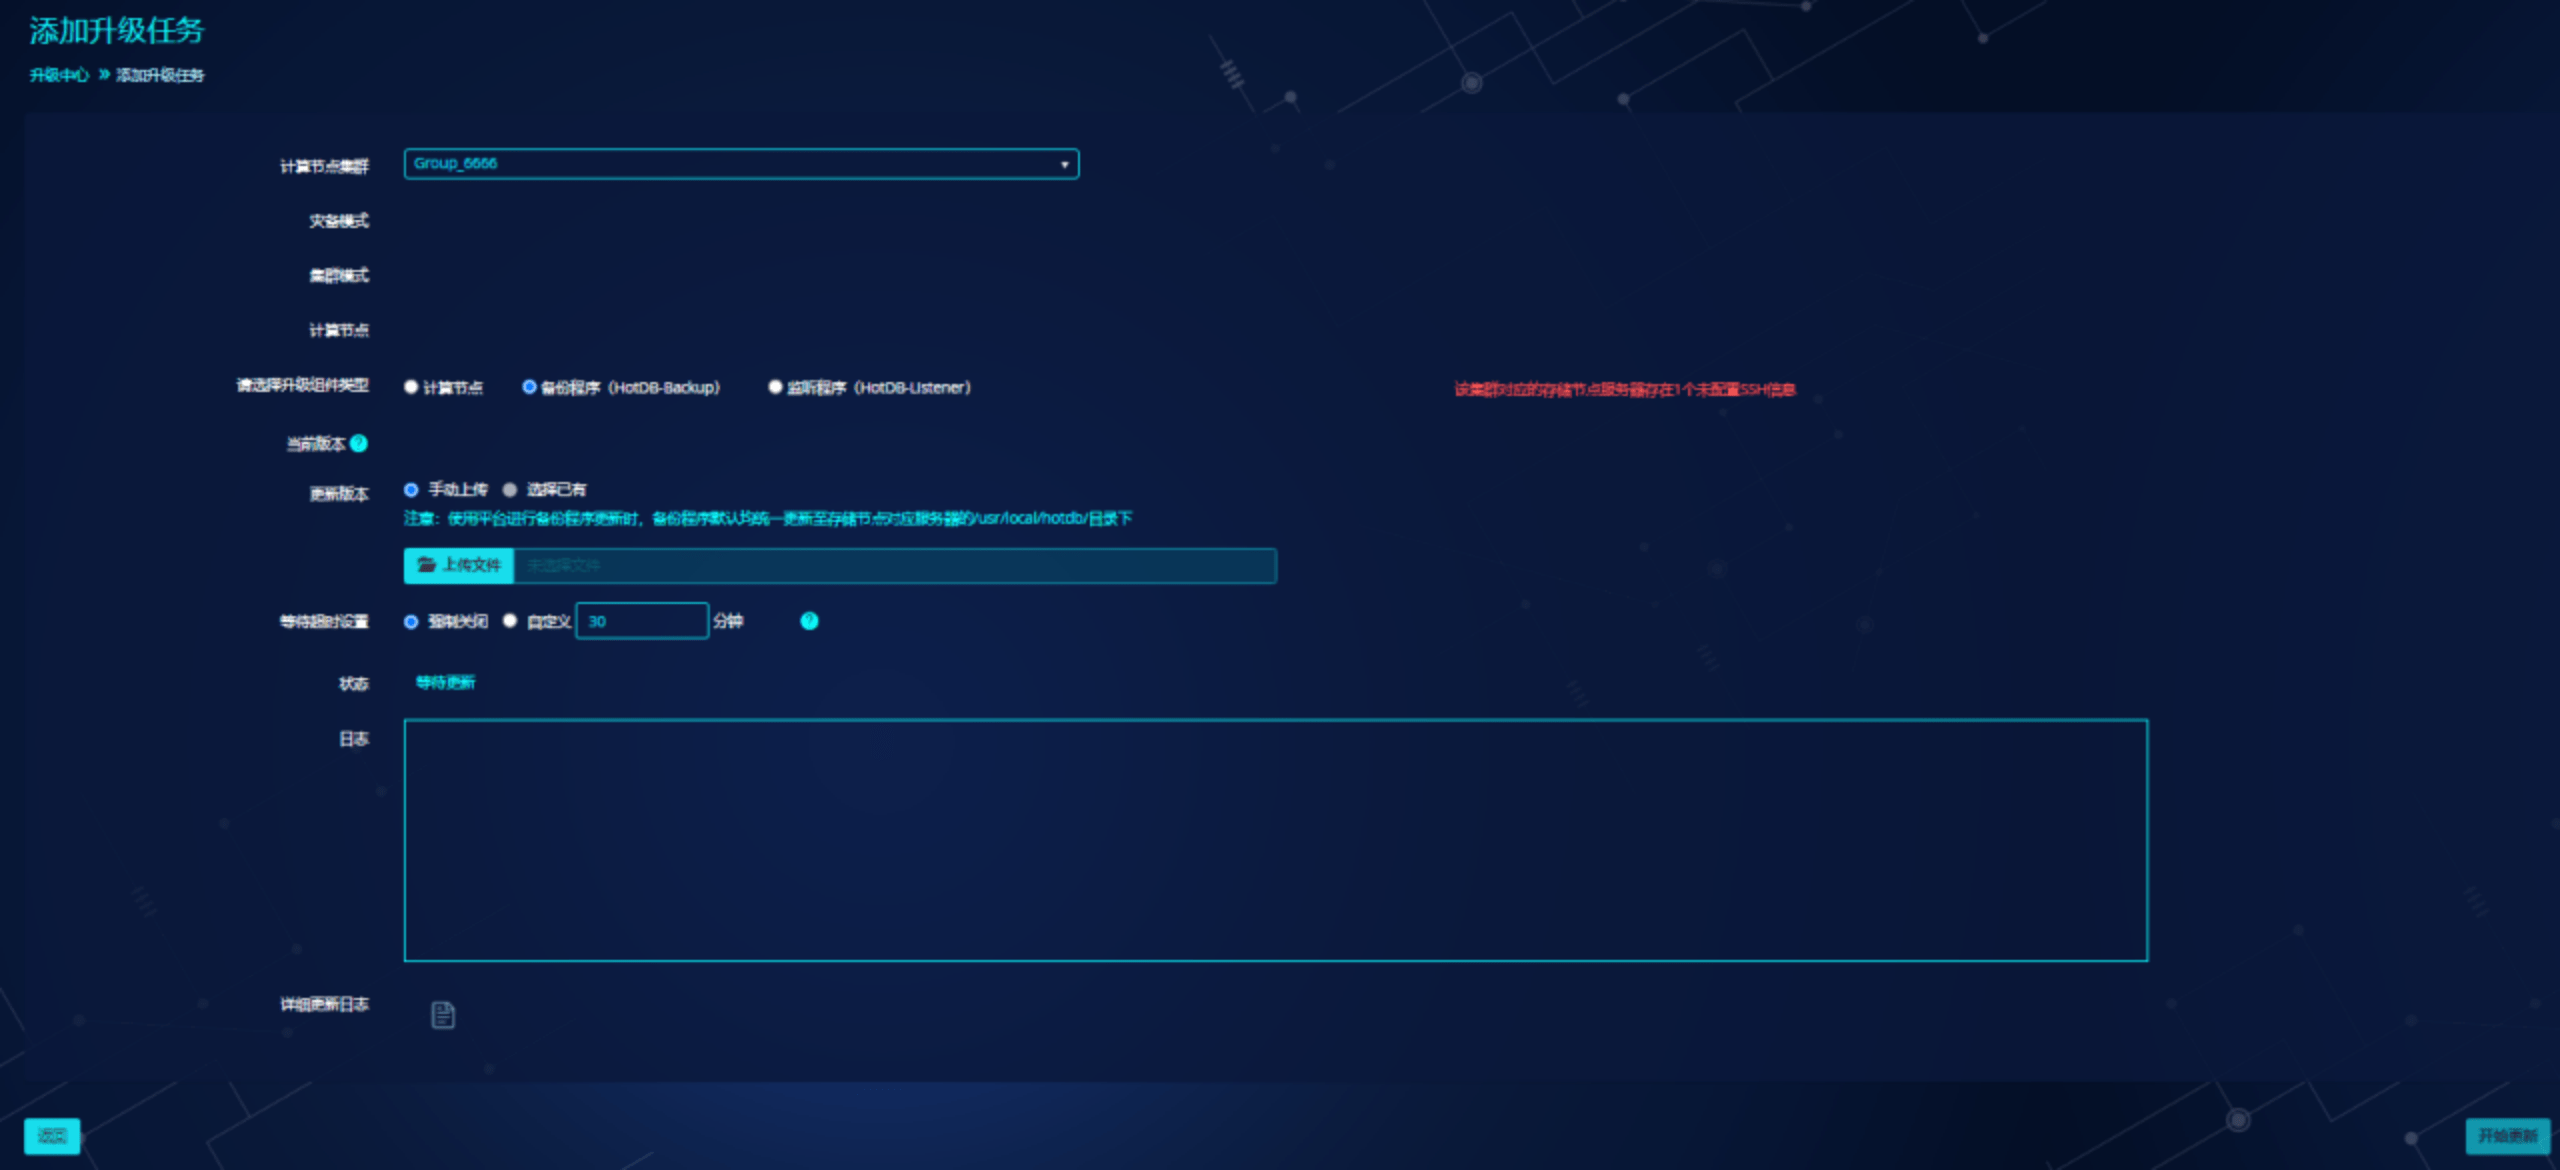 添加升级任务
升级中心 » 添加升级任务
计算节点集群 Group_6666
灾备模式
集群模式
计算节点
请选择升级组件类型 计算节点 备份程序（HotDB-Backup） 监听程序（HotDB-Listener） 该集群对应的存储节点服务器存在1个未配置SSH信息
当前版本 ?
更新版本 手动上传 选择已有
注意：使用平台进行备份程序更新时，备份程序默认均统一更新至存储节点对应服务器的/usr/local/hotdb/目录下
上传文件 未选择文件
等待超时设置 强制关闭 自定义 30 分钟 ?
状态 等待更新
日志
详细更新日志
返回 开始更新